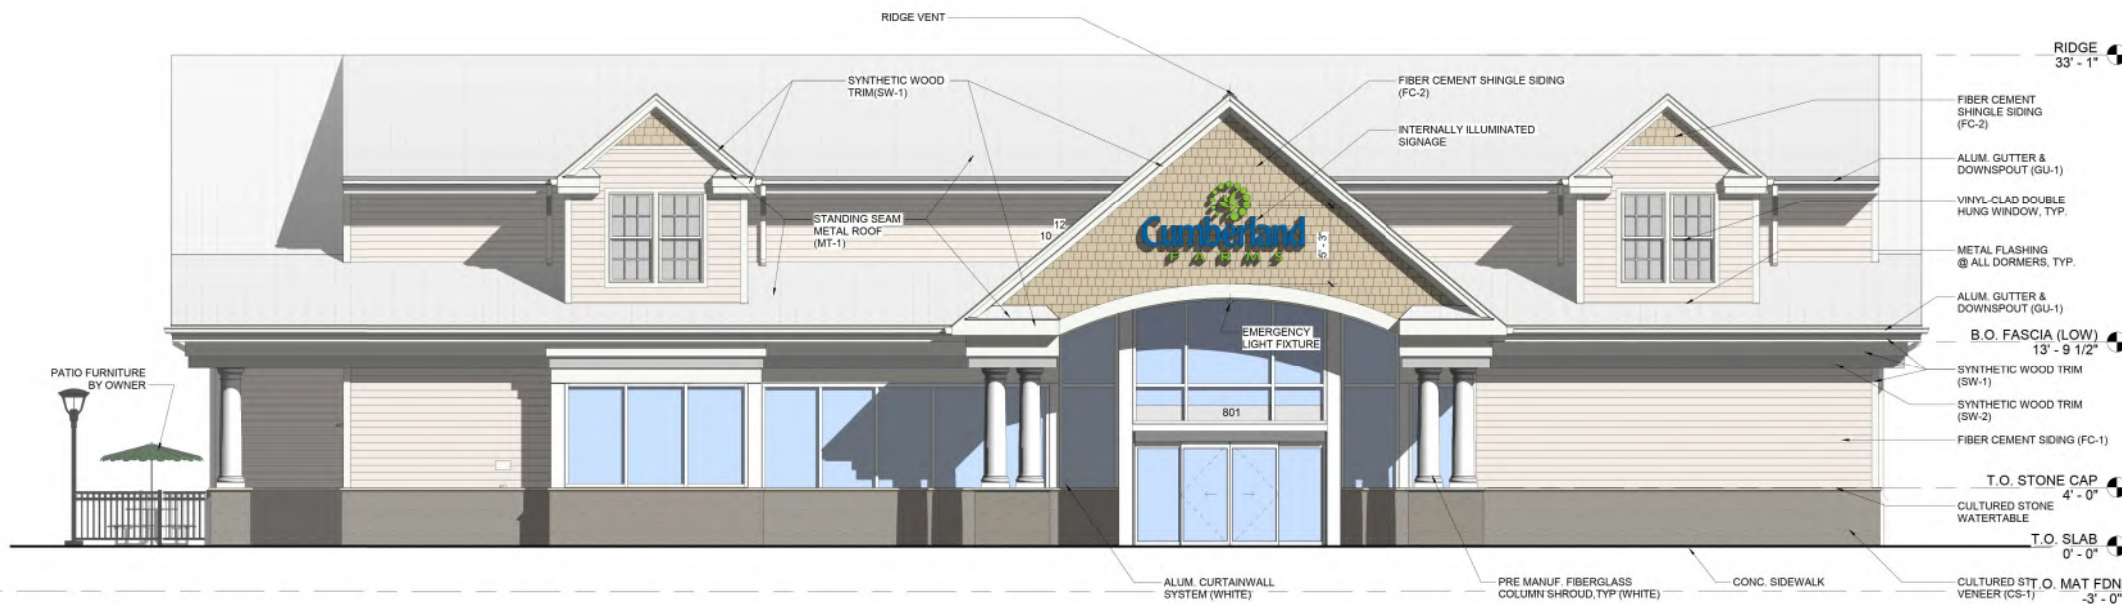 RIDGE VENT
SYNTHETIC WOOD
TRIM(SW-1)
FIBER CEMENT SHINGLE SIDING
(FC-2)
INTERNALLY ILLUMINATED
SIGNAGE
STANDING SEAM
METAL ROOF
(MT-1)
12
10
Cumberland
FARMS
5' - 3"
EMERGENCY
LIGHT FIXTURE
801
PATIO FURNITURE
BY OWNER
RIDGE
33' - 1"
FIBER CEMENT
SHINGLE SIDING
(FC-2)
ALUM. GUTTER &
DOWNSPOUT (GU-1)
VINYL-CLAD DOUBLE
HUNG WINDOW, TYP.
METAL FLASHING
@ ALL DORMERS, TYP.
ALUM. GUTTER &
DOWNSPOUT (GU-1)
B.O. FASCIA (LOW)
13' - 9 1/2"
SYNTHETIC WOOD TRIM
(SW-1)
SYNTHETIC WOOD TRIM
(SW-2)
FIBER CEMENT SIDING (FC-1)
T.O. STONE CAP
4' - 0"
CULTURED STONE
WATERTABLE
T.O. SLAB
0' - 0"
ALUM. CURTAINWALL
SYSTEM (WHITE)
PRE MANUF. FIBERGLASS
COLUMN SHROUD,TYP (WHITE)
CONC. SIDEWALK
CULTURED ST
VENEER (CS-1)
T.O. MAT FDN
-3' - 0"